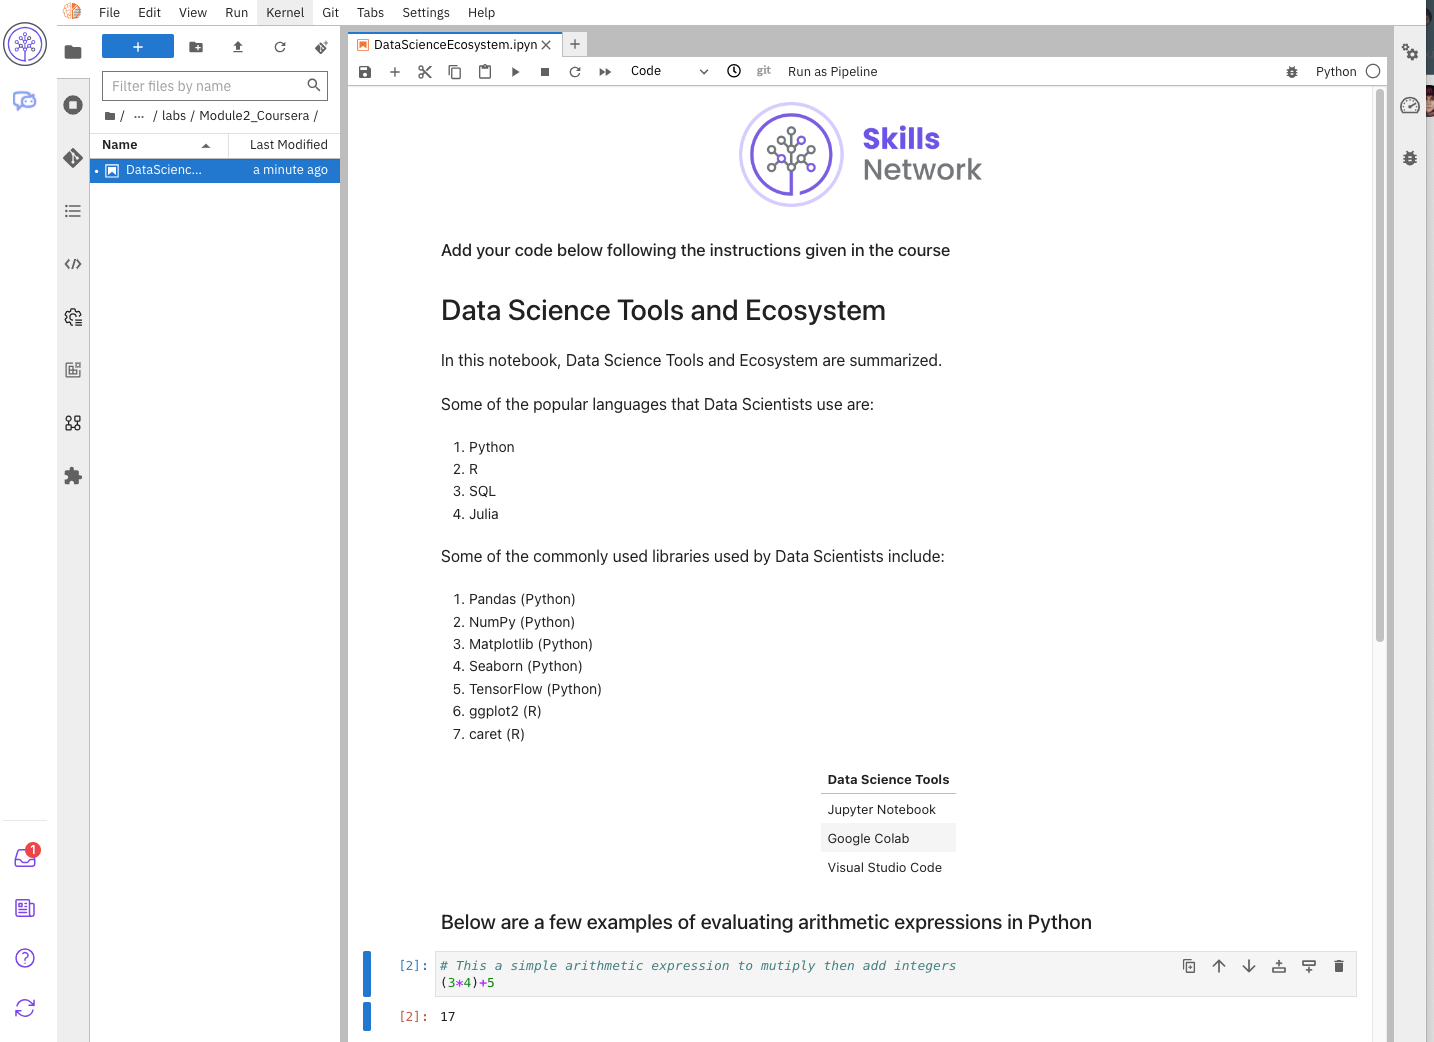 File Edit View Run Kernel Git Tabs Settings Help
+
Filter files by name
/ ... / labs / Module2_Coursera /
Name Last Modified
DataScienc... a minute ago
DataScienceEcosystem.ipyn
Code git Run as Pipeline Python
Skills
Network
Add your code below following the instructions given in the course
Data Science Tools and Ecosystem
In this notebook, Data Science Tools and Ecosystem are summarized.
Some of the popular languages that Data Scientists use are:
1. Python
2. R
3. SQL
4. Julia
Some of the commonly used libraries used by Data Scientists include:
1. Pandas (Python)
2. NumPy (Python)
3. Matplotlib (Python)
4. Seaborn (Python)
5. TensorFlow (Python)
6. ggplot2 (R)
7. caret (R)
Data Science Tools
Jupyter Notebook
Google Colab
Visual Studio Code
Below are a few examples of evaluating arithmetic expressions in Python
[2]: # This a simple arithmetic expression to mutiply then add integers
(3*4)+5
[2]: 17
1